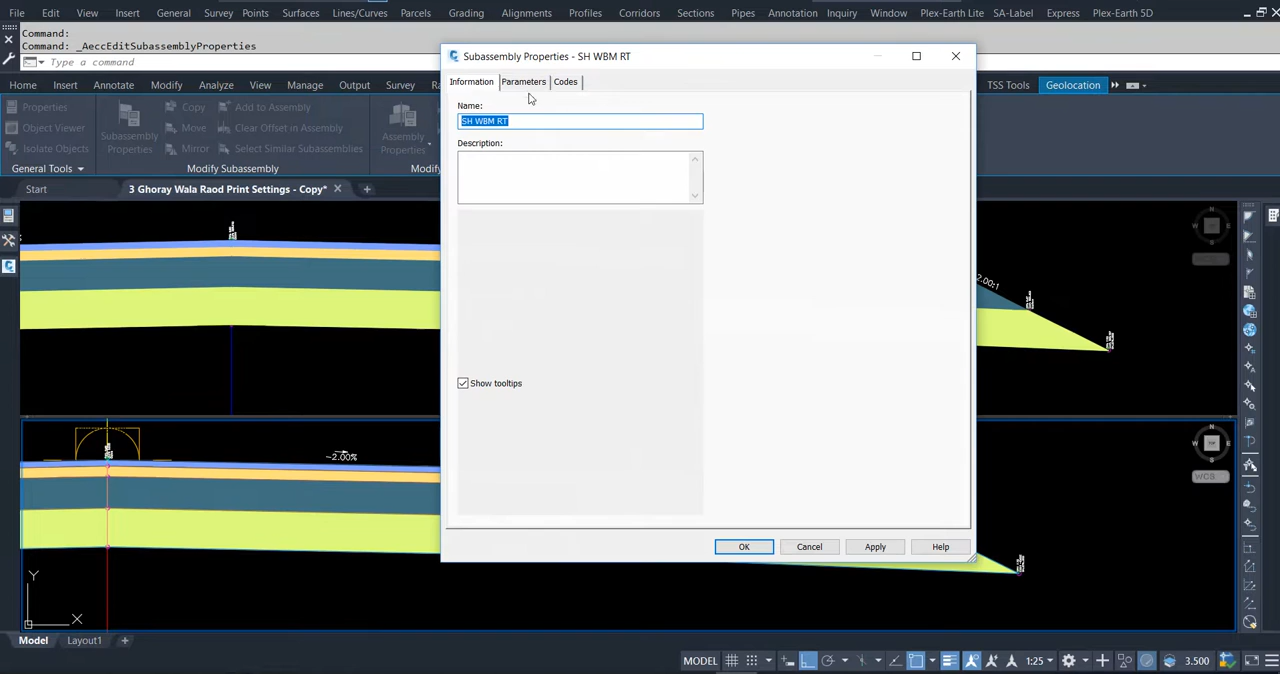 File Edit View Insert General Survey Points Surfaces Lines/Curves Parcels Grading Alignments Profiles Corridors Sections Pipes Annotation Inquiry Window Plex-Earth Lite SA-Label Express Plex-Earth 5D
Command:
Command: _AeccEditSubassemblyProperties
Type a command
Home Insert Annotate Modify Analyze View Manage Output Survey TSS Tools Geolocation
Properties
Object Viewer
Isolate Objects
General Tools
Subassembly
Properties
Copy
Move
Mirror
Add to Assembly
Clear Offset in Assembly
Select Similar Subassemblies
Modify Subassembly
Assembly
Properties
Start
3 Ghoray Wala Raod Print Settings - Copy*
Subassembly Properties - SH WBM RT
Information Parameters Codes
Name:
SH WBM RT
Description:
Show tooltips
OK Cancel Apply Help
2.00:1
N
W E
S
~2.00%
N
W TOP E
S
WCS
Y
X
Model Layout1
MODEL 1:25 3.500